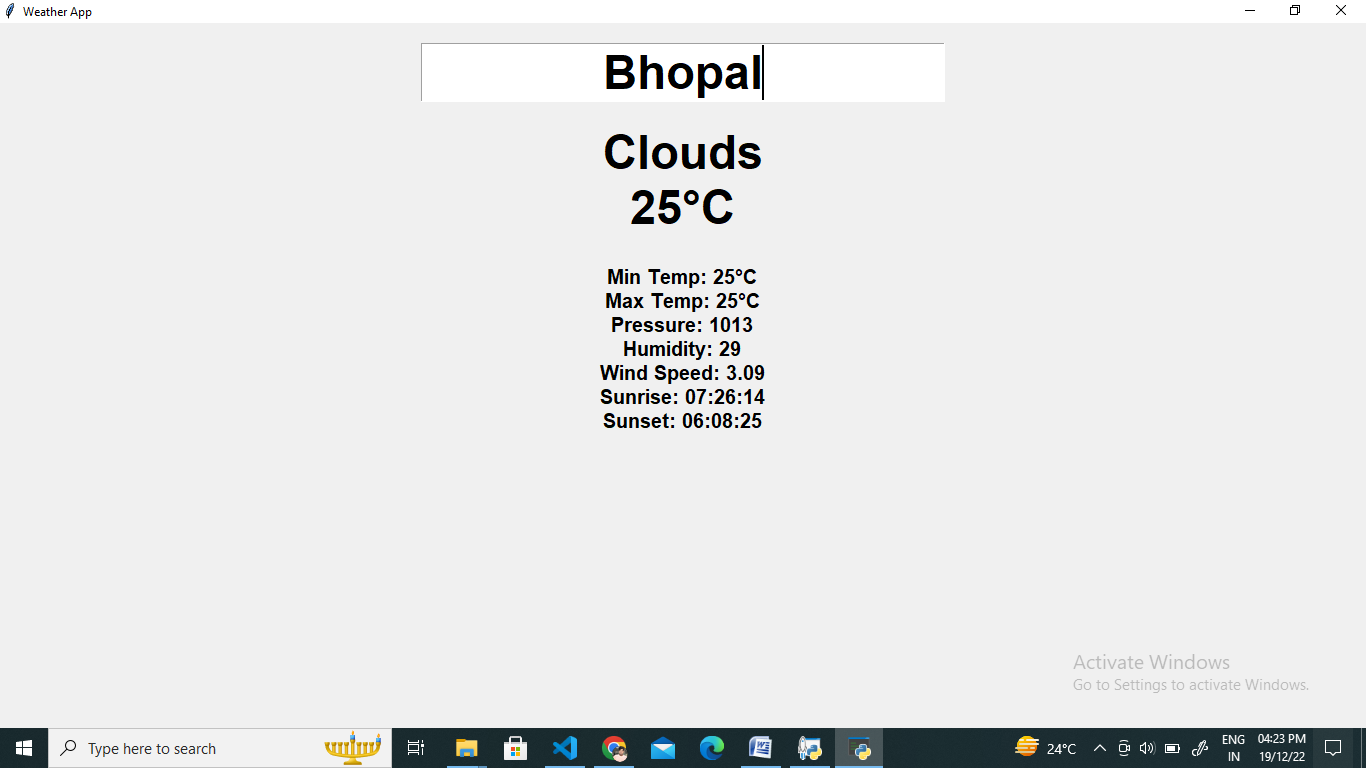 Weather App
Bhopal
Clouds
25°C
Min Temp: 25°C
Max Temp: 25°C
Pressure: 1013
Humidity: 29
Wind Speed: 3.09
Sunrise: 07:26:14
Sunset: 06:08:25
Activate Windows
Go to Settings to activate Windows.
Type here to search
24°C
ENG
IN
04:23 PM
19/12/22